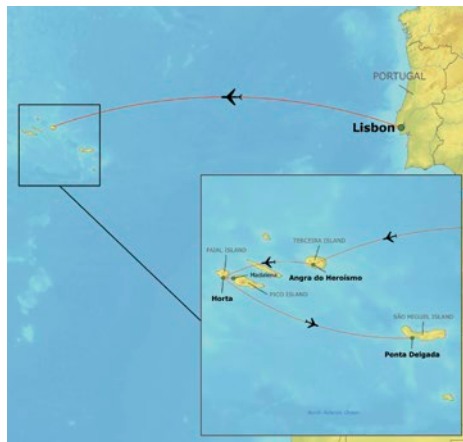 PORTUGAL
Lisbon
TERCEIRA ISLAND
FAIAL ISLAND
Madalena
Angra do Heroísmo
PICO ISLAND
Horta
SÃO MIGUEL ISLAND
Ponta Delgada
North Atlantic Ocean